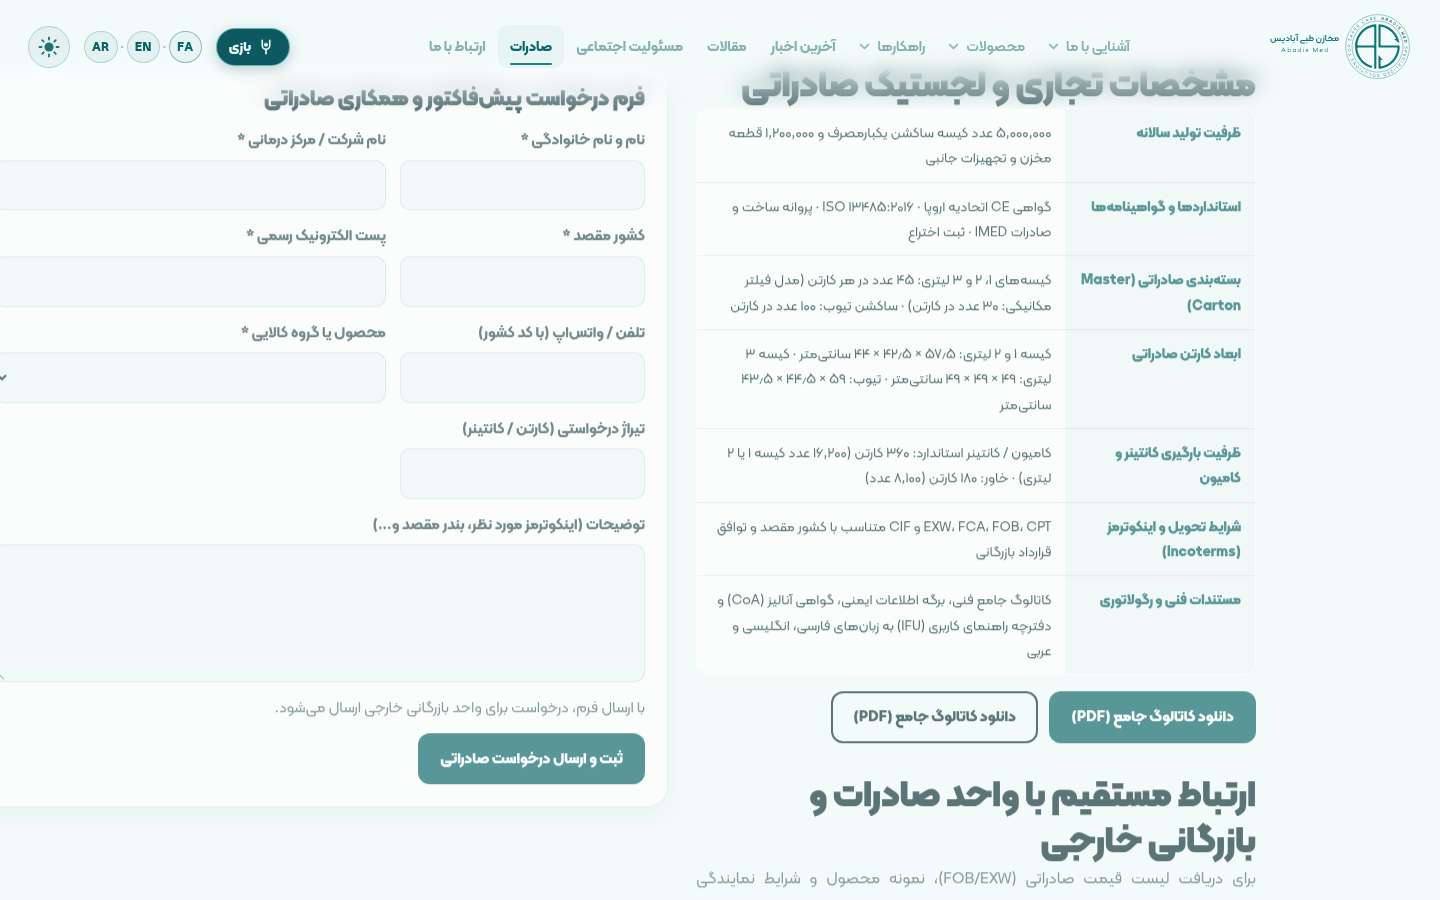 مخازن طبی آبادیس
Abadis Med
آشنایی با ما
محصولات
راهکارها
آخرین اخبار
مقالات
مسئولیت اجتماعی
صادرات
ارتباط با ما
بازی
FA · EN · AR
مشخصات تجاری و لجستیک صادراتی
ظرفیت تولید سالانه
۵,۰۰۰,۰۰۰ عدد کیسه ساکشن یکبارمصرف و ۱,۲۰۰,۰۰۰ قطعه
مخزن و تجهیزات جانبی
استانداردها و گواهینامه‌ها
گواهی CE اتحادیه اروپا · ISO ۱۳۴۸۵:۲۰۱۶ · پروانه ساخت و
صادرات IMED · ثبت اختراع
بسته‌بندی صادراتی (Master
Carton)
کیسه‌های ۱، ۲ و ۳ لیتری: ۴۵ عدد در هر کارتن (مدل فیلتر
مکانیکی: ۳۰ عدد در کارتن) · ساکشن تیوب: ۱۰۰ عدد در کارتن
ابعاد کارتن صادراتی
کیسه ۱ و ۲ لیتری: ۵۷٫۵ × ۴۲٫۵ × ۴۴ سانتی‌متر · کیسه ۳
لیتری: ۴۹ × ۴۹ × ۴۹ سانتی‌متر · تیوب: ۵۹ × ۴۴٫۵ × ۴۳٫۵
سانتی‌متر
ظرفیت بارگیری کانتینر و
کامیون
کامیون / کانتینر استاندارد: ۳۶۰ کارتن (۱۶,۲۰۰ عدد کیسه ۱ یا ۲
لیتری) · خاور: ۱۸۰ کارتن (۸,۱۰۰ عدد)
شرایط تحویل و اینکوترمز
(Incoterms)
EXW، FCA، FOB، CPT و CIF متناسب با کشور مقصد و توافق
قرارداد بازرگانی
مستندات فنی و رگولاتوری
کاتالوگ جامع فنی، برگه اطلاعات ایمنی، گواهی آنالیز (CoA) و
دفترچه راهنمای کاربری (IFU) به زبان‌های فارسی، انگلیسی و
عربی
دانلود کاتالوگ جامع (PDF)
دانلود کاتالوگ جامع (PDF)
ارتباط مستقیم با واحد صادرات و
بازرگانی خارجی
برای دریافت لیست قیمت صادراتی (FOB/EXW)، نمونه محصول و شرایط نمایندگی
فرم درخواست پیش‌فاکتور و همکاری صادراتی
نام و نام خانوادگی *
نام شرکت / مرکز درمانی *
کشور مقصد *
پست الکترونیک رسمی *
تلفن / واتس‌اپ (با کد کشور)
محصول یا گروه کالایی *
تیراژ درخواستی (کارتن / کانتینر)
توضیحات (اینکوترمز مورد نظر، بندر مقصد و...)
با ارسال فرم، درخواست برای واحد بازرگانی خارجی ارسال می‌شود.
ثبت و ارسال درخواست صادراتی